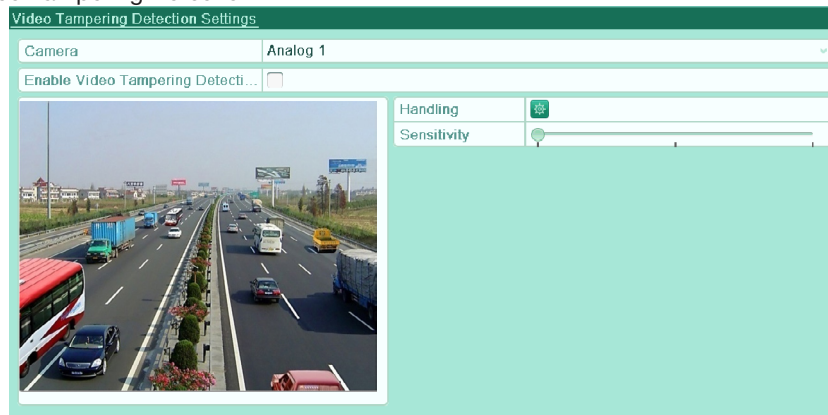 Video Tampering Detection Settings
Camera
Analog 1
Enable Video Tampering Detecti...
Handling
Sensitivity